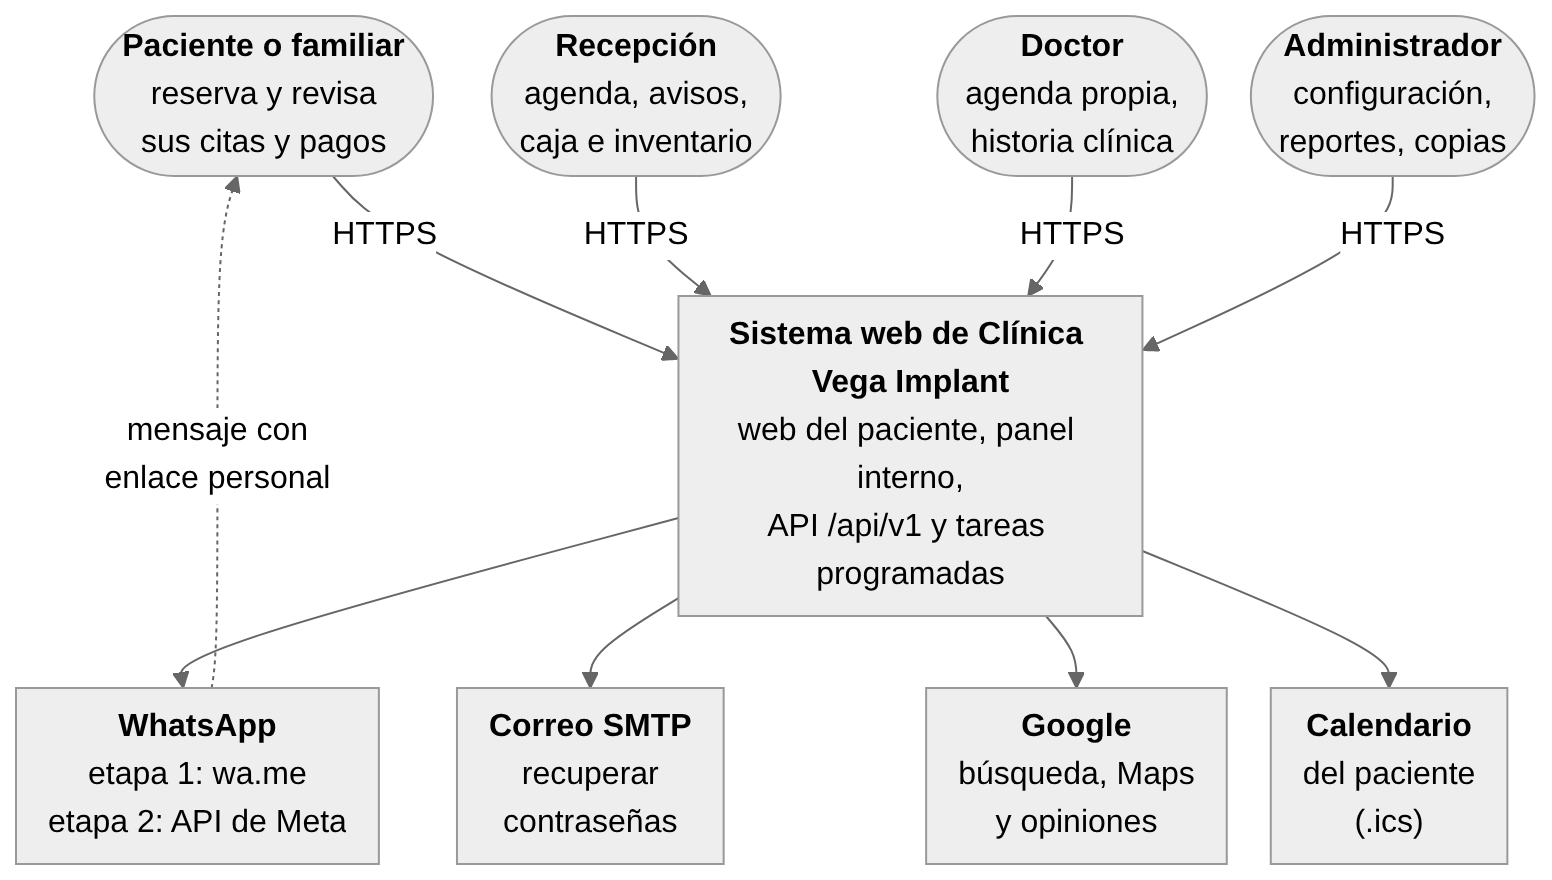 Paciente o familiar
reserva y revisa
sus citas y pagos
Recepción
agenda, avisos,
caja e inventario
Doctor
agenda propia,
historia clínica
Administrador
configuración,
reportes, copias
HTTPS
HTTPS
HTTPS
HTTPS
Sistema web de Clínica
Vega Implant
web del paciente, panel
interno,
API /api/v1 y tareas
programadas
mensaje con
enlace personal
WhatsApp
etapa 1: wa.me
etapa 2: API de Meta
Correo SMTP
recuperar
contraseñas
Google
búsqueda, Maps
y opiniones
Calendario
del paciente
(.ics)